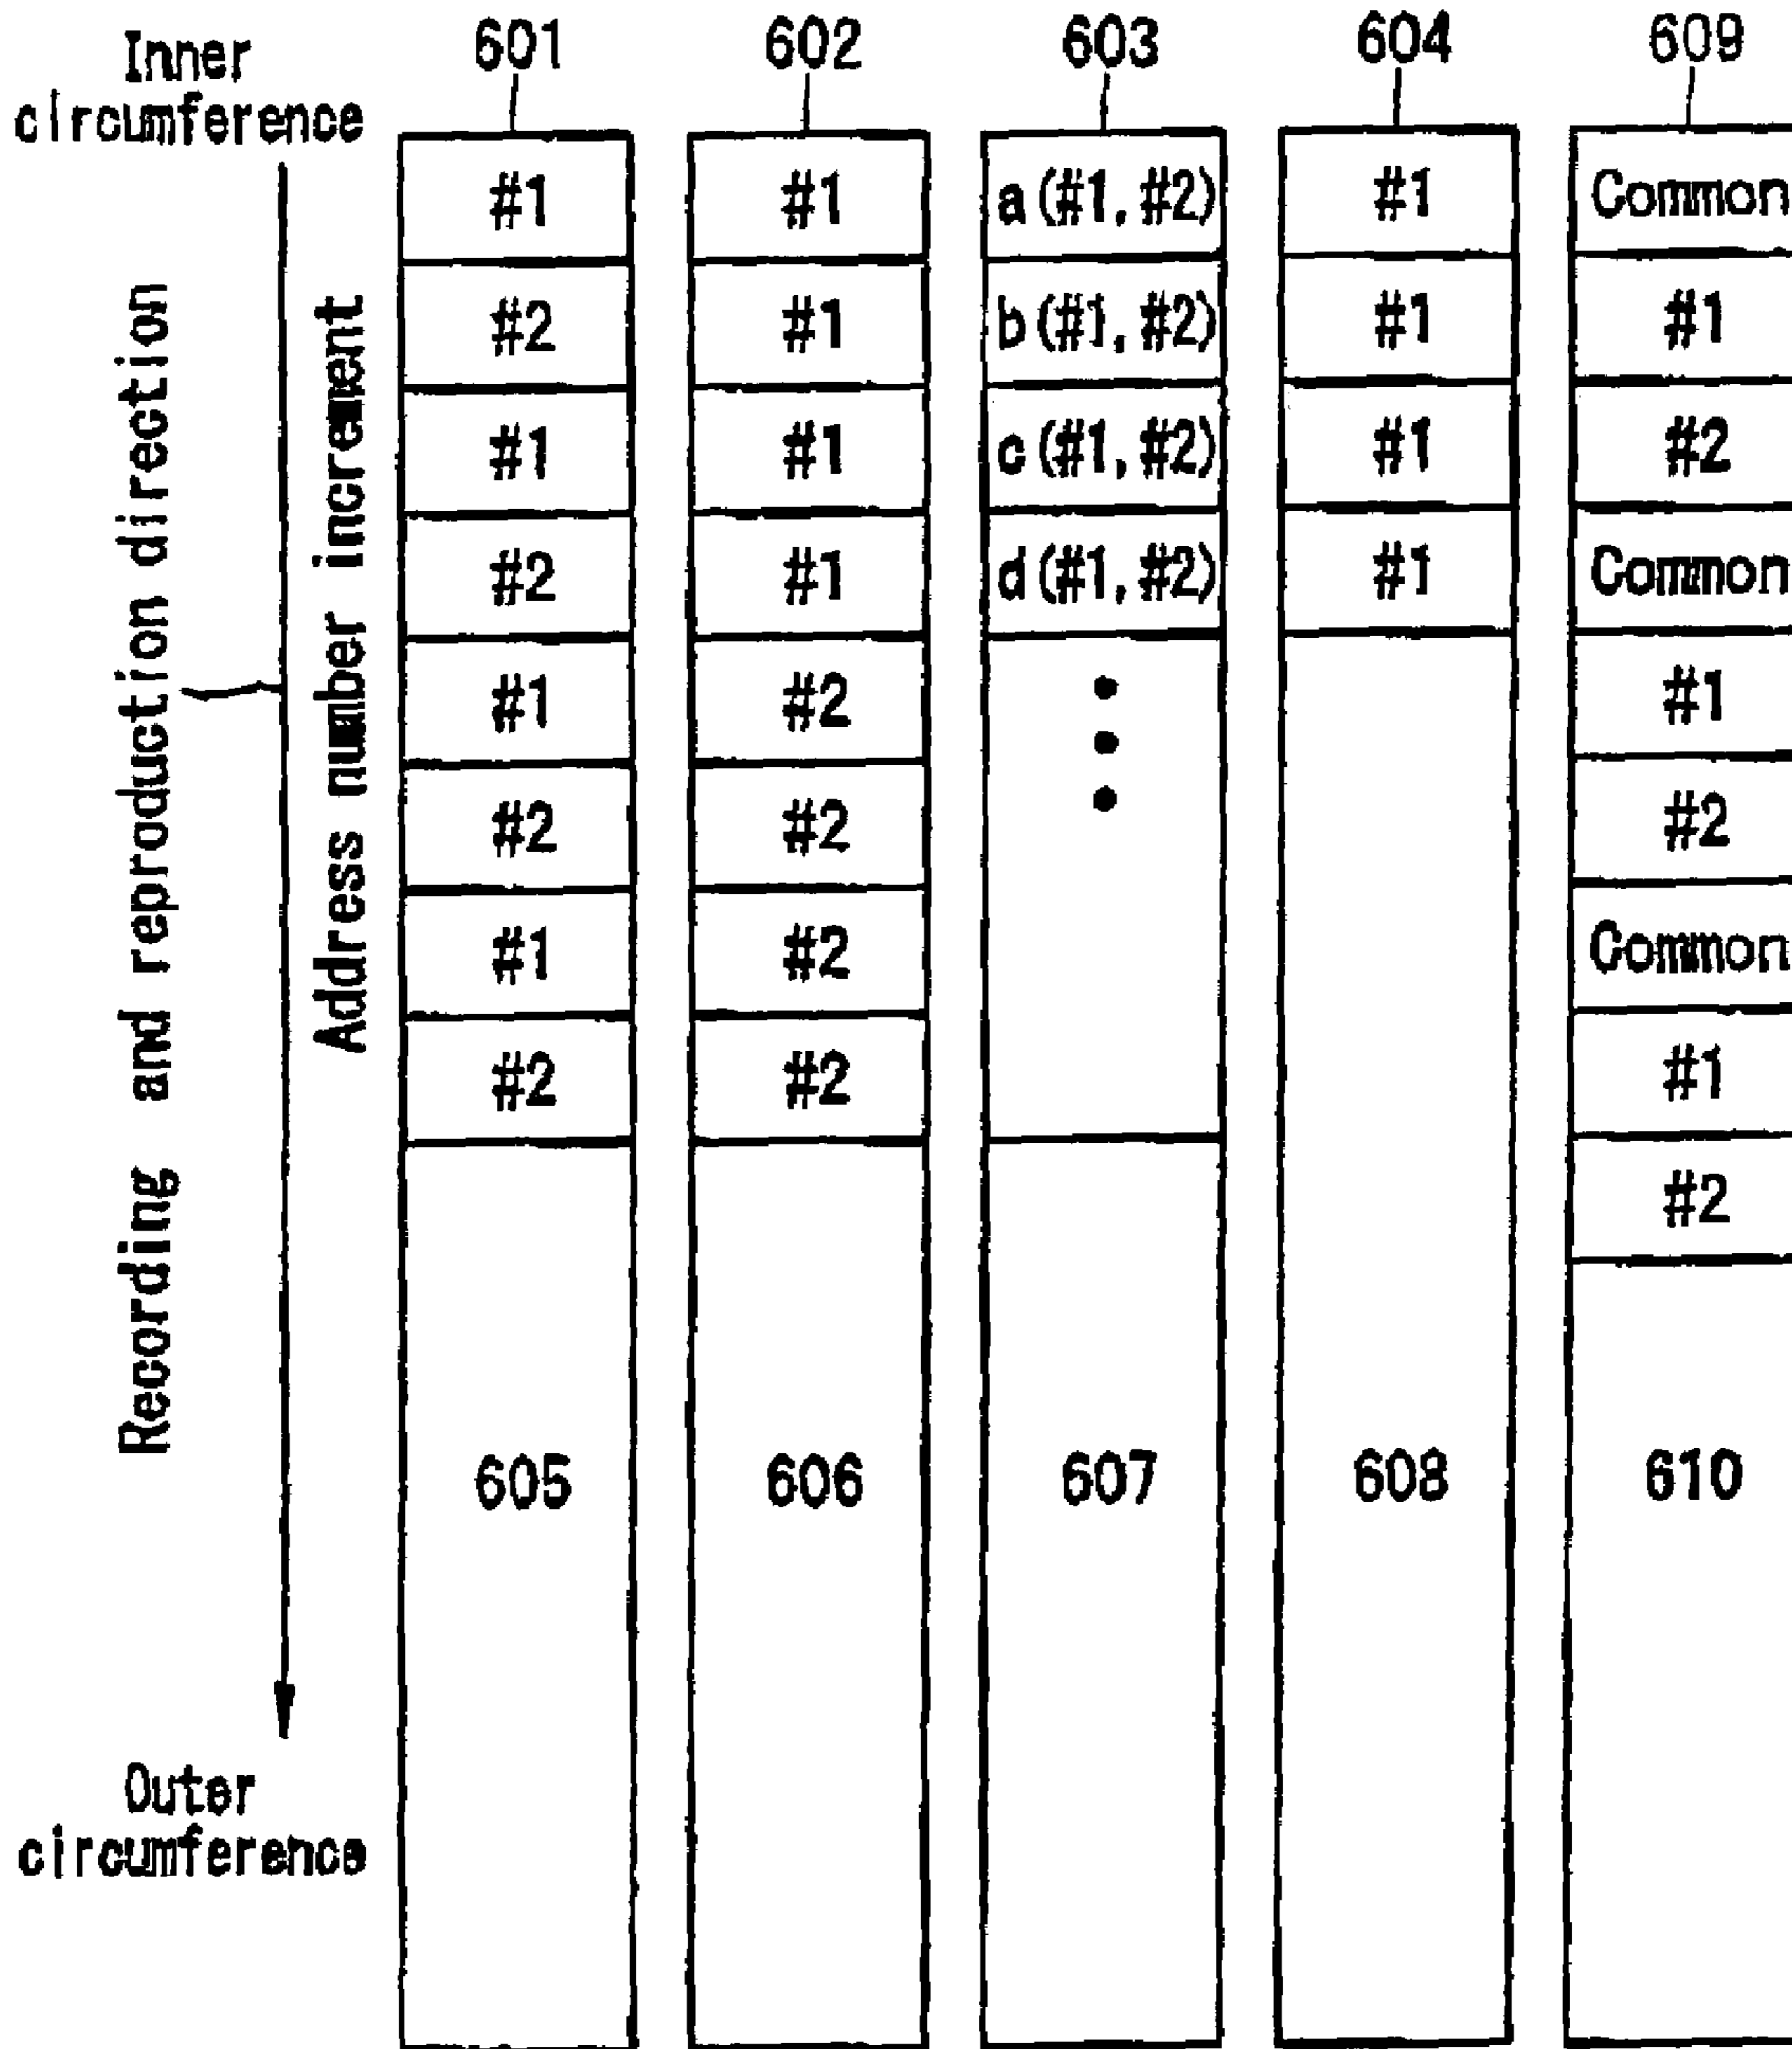 Inner
circumference
Recording and reproduction direction
Address number increment
Outer
circumference
601
#1
#2
#1
#2
#1
#2
#1
#2
605
602
#1
#1
#1
#1
#2
#2
#2
#2
606
603
a(#1,#2)
b(#1,#2)
c(#1,#2)
d(#1,#2)
607
604
#1
#1
#1
#1
608
609
Common
#1
#2
Common
#1
#2
Common
#1
#2
610